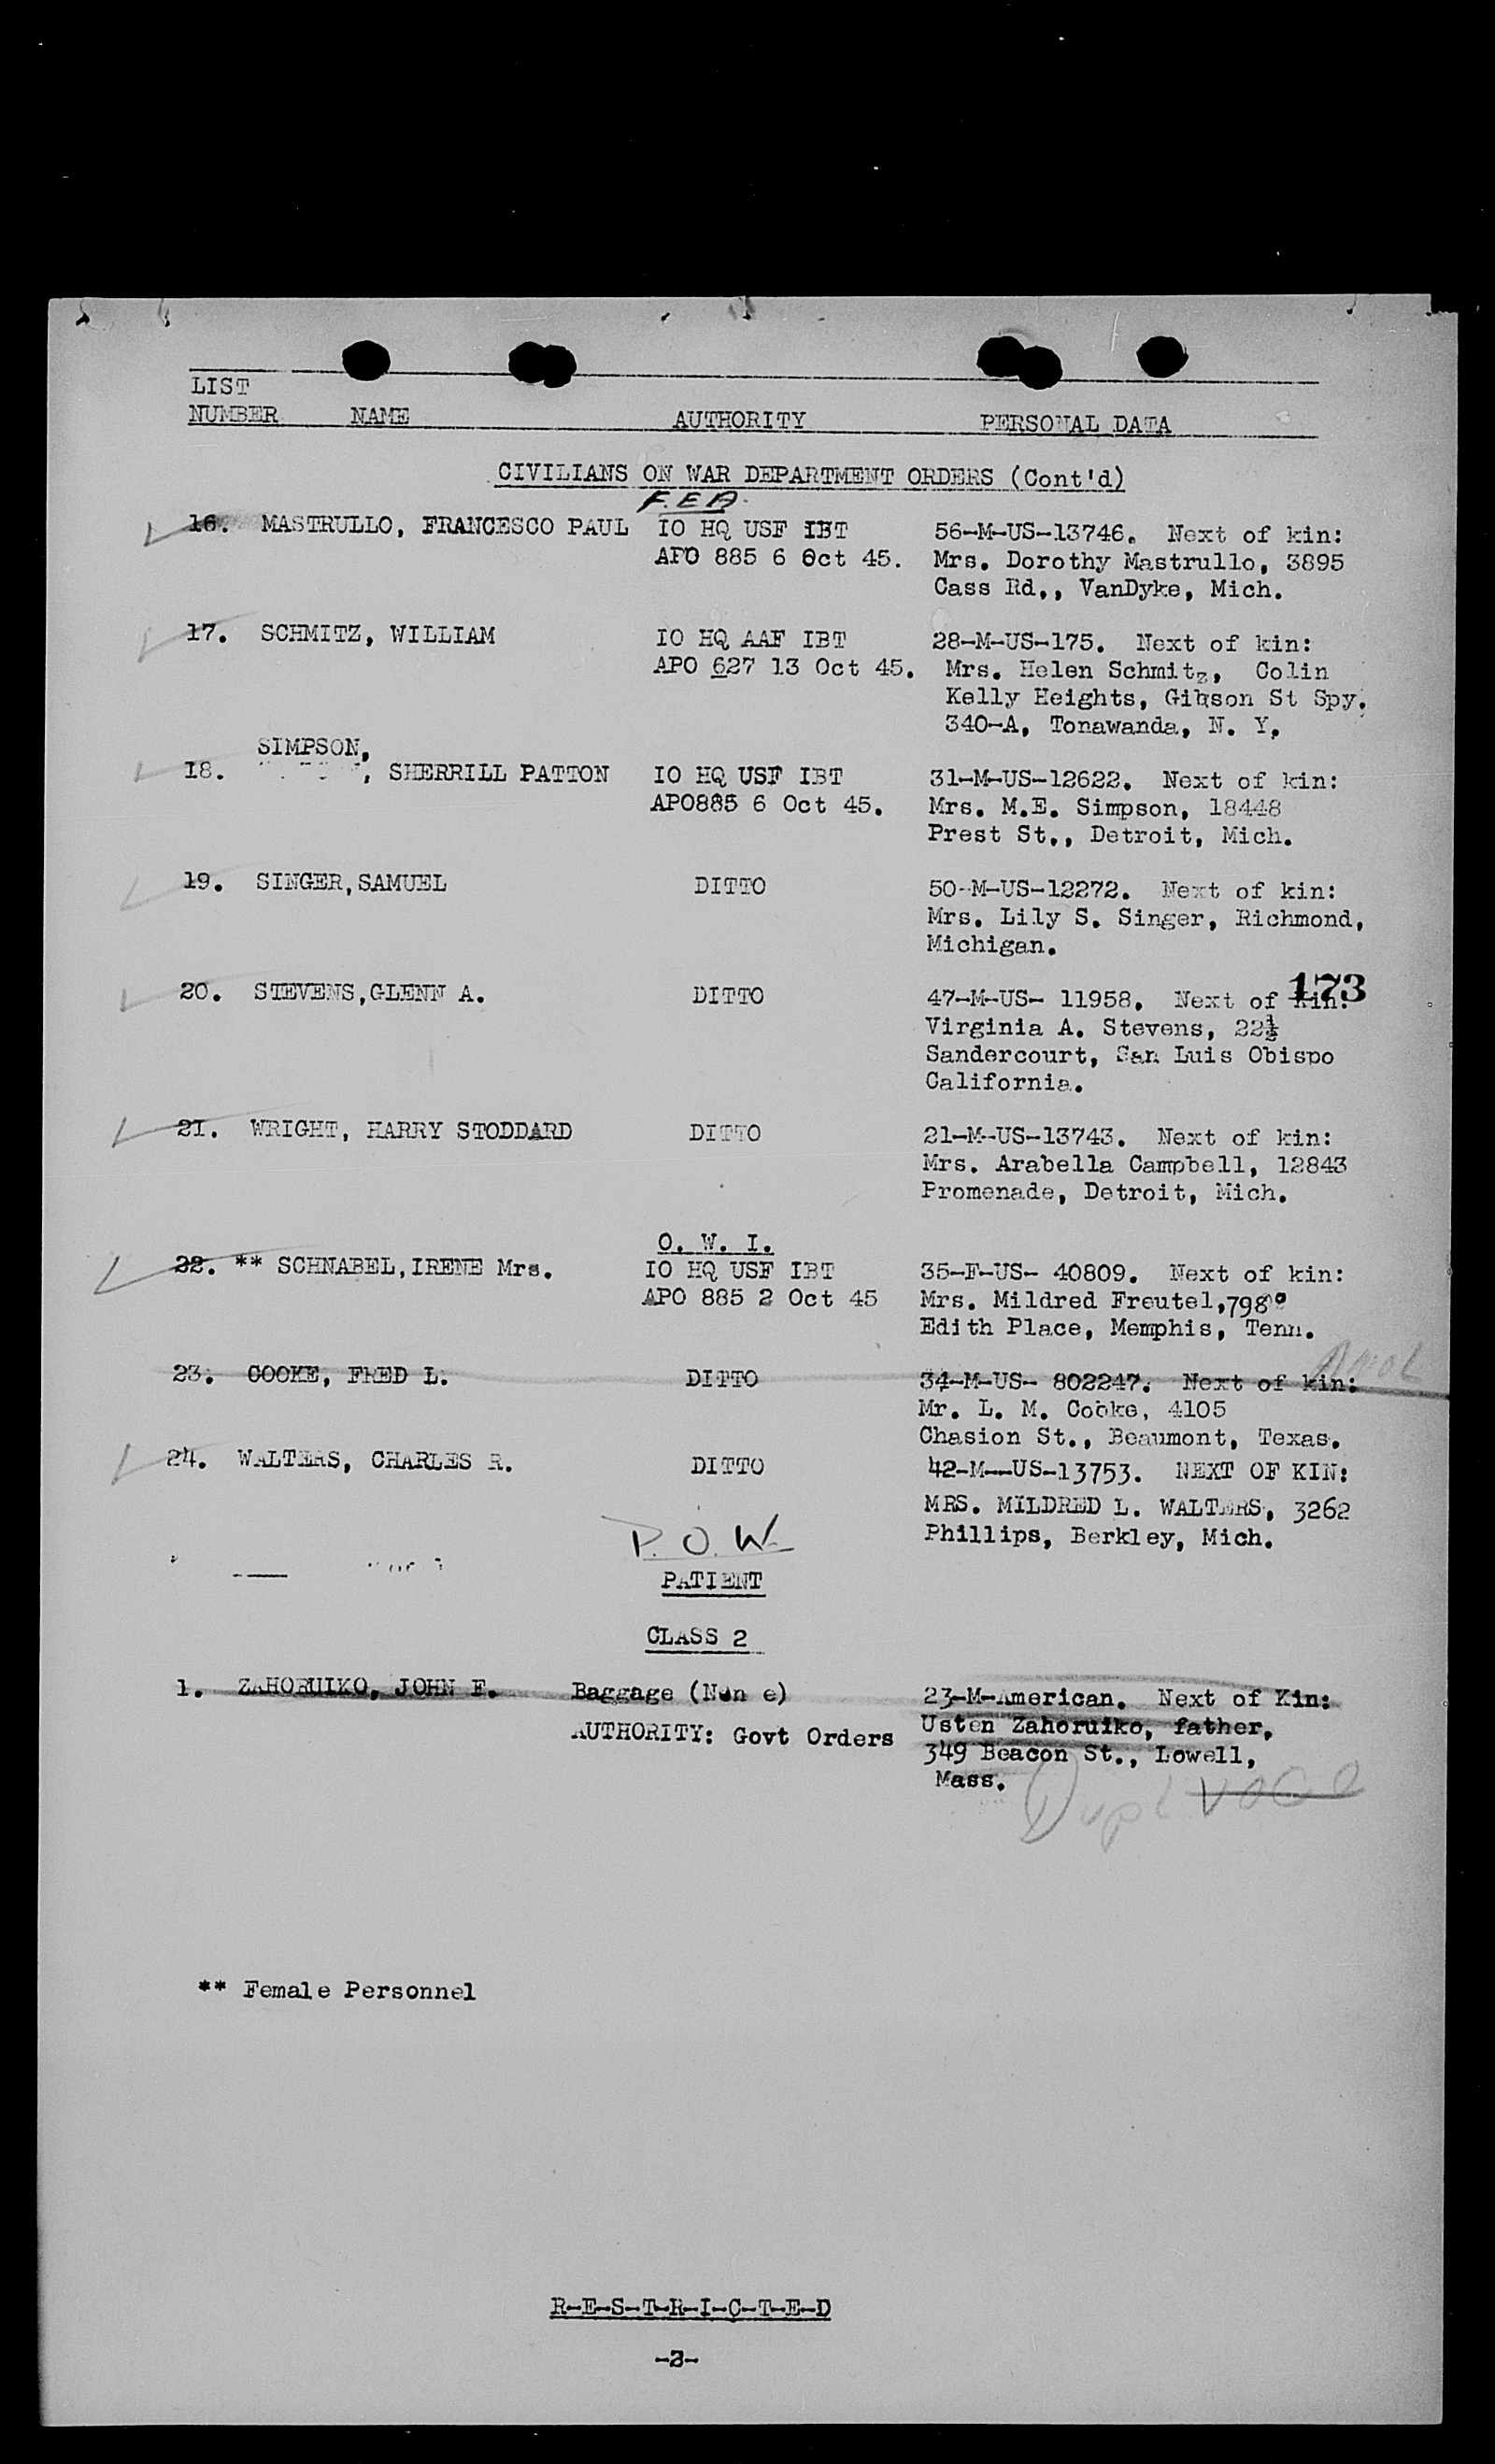 LIST
NUMBER NAME AUTHORITY PERSONAL DATA
CIVILIANS ON WAR DEPARTMENT ORDERS (Cont'd)
F.E.A.
16. MASTRULLO, FRANCESCO PAUL IO HQ USF IBT 56-M-US-13746. Next of kin:
APO 885 6 Oct 45. Mrs. Dorothy Mastrullo, 3895
Cass Rd,, VanDyke, Mich.
17. SCHMITZ, WILLIAM IO HQ AAF IBT 28-M-US-175. Next of kin:
APO 627 13 Oct 45. Mrs. Helen Schmitz, Colin
Kelly Heights, Gibson St Spy.
340-A, Tonawanda, N. Y,
SIMPSON,
18. , SHERRILL PATTON IO HQ USF IBT 31-M-US-12622. Next of kin:
APO885 6 Oct 45. Mrs. M.E. Simpson, 18448
Prest St,, Detroit, Mich.
19. SINGER,SAMUEL DITTO 50-M-US-12272. Next of kin:
Mrs. Lily S. Singer, Richmond,
Michigan.
173
20. STEVENS,GLENN A. DITTO 47-M-US- 11958. Next of kin:
Virginia A. Stevens, 22½
Sandercourt, San Luis Obispo
California.
21. WRIGHT, HARRY STODDARD DITTO 21-M-US-13743. Next of kin:
Mrs. Arabella Campbell, 12843
Promenade, Detroit, Mich.
O. W. I.
22. ** SCHNABEL,IRENE Mrs. IO HQ USF IBT 35-F-US- 40809. Next of kin:
APO 885 2 Oct 45 Mrs. Mildred Freutel,798
Edith Place, Memphis, Tenn.
23. COOKE, FRED L. DITTO 34-M-US- 802247. Next of kin:
Mr. L. M. Cooke, 4105
Chasion St., Beaumont, Texas.
24. WALTERS, CHARLES R. DITTO 42-M--US-13753. NEXT OF KIN:
MRS. MILDRED L. WALTERS, 3262
Phillips, Berkley, Mich.
P.O.W.
PATIENT
CLASS 2
1. ZAHORUIKO, JOHN F. Baggage (Non e) 23-M-American. Next of Kin:
AUTHORITY: Govt Orders Usten Zahoruiko, father,
349 Beacon St., Lowell,
Mass.
Dupl
** Female Personnel
R-E-S-T-R-I-C-T-E-D